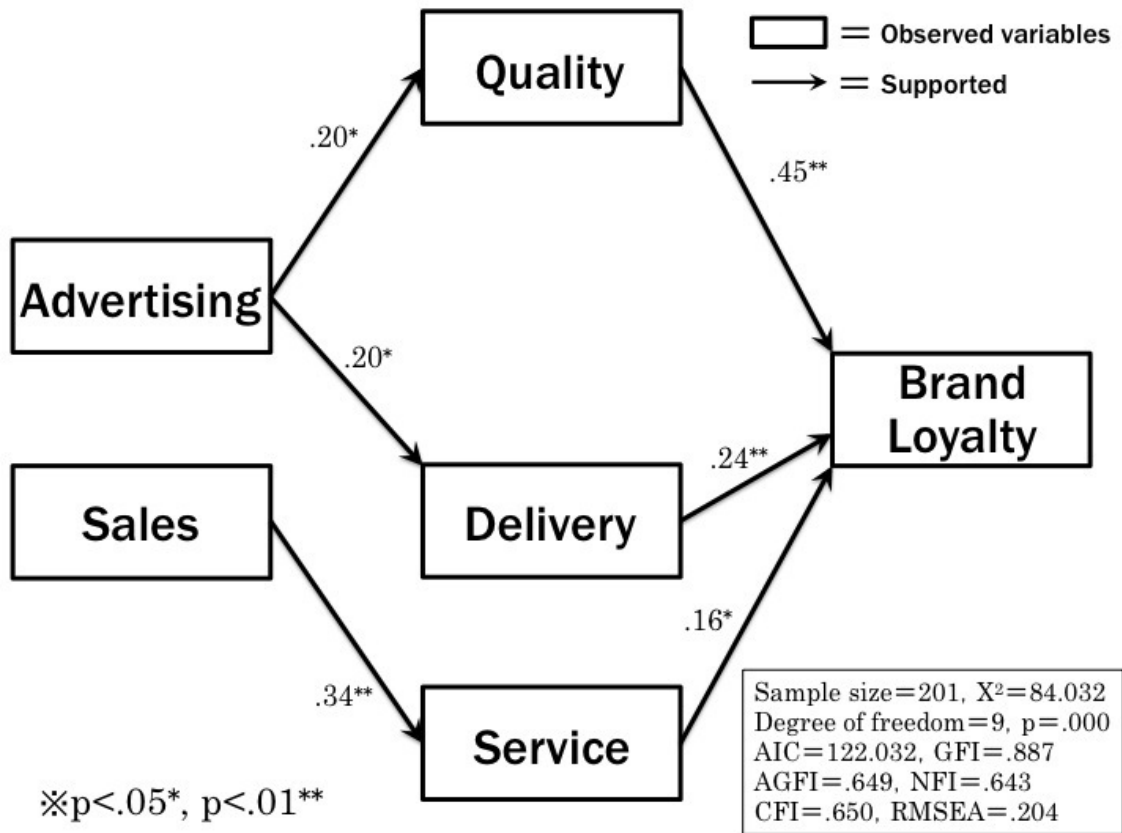 Quality
= Observed variables
= Supported
.20*
.45**
Advertising
.20*
Brand
Loyalty
Sales
Delivery
.24**
.16*
.34**
Service
Sample size=201, X²=84.032
Degree of freedom=9, p=.000
AIC=122.032, GFI=.887
AGFI=.649, NFI=.643
CFI=.650, RMSEA=.204
※p<.05*, p<.01**